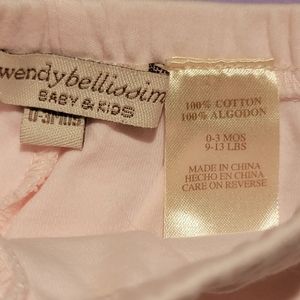 wendybellissim
BABY & KIDS
0-3MOS
100% COTTON
100% ALGODON
0-3 MOS
9-13 LBS
MADE IN CHINA
HECHO EN CHINA
CARE ON REVERSE